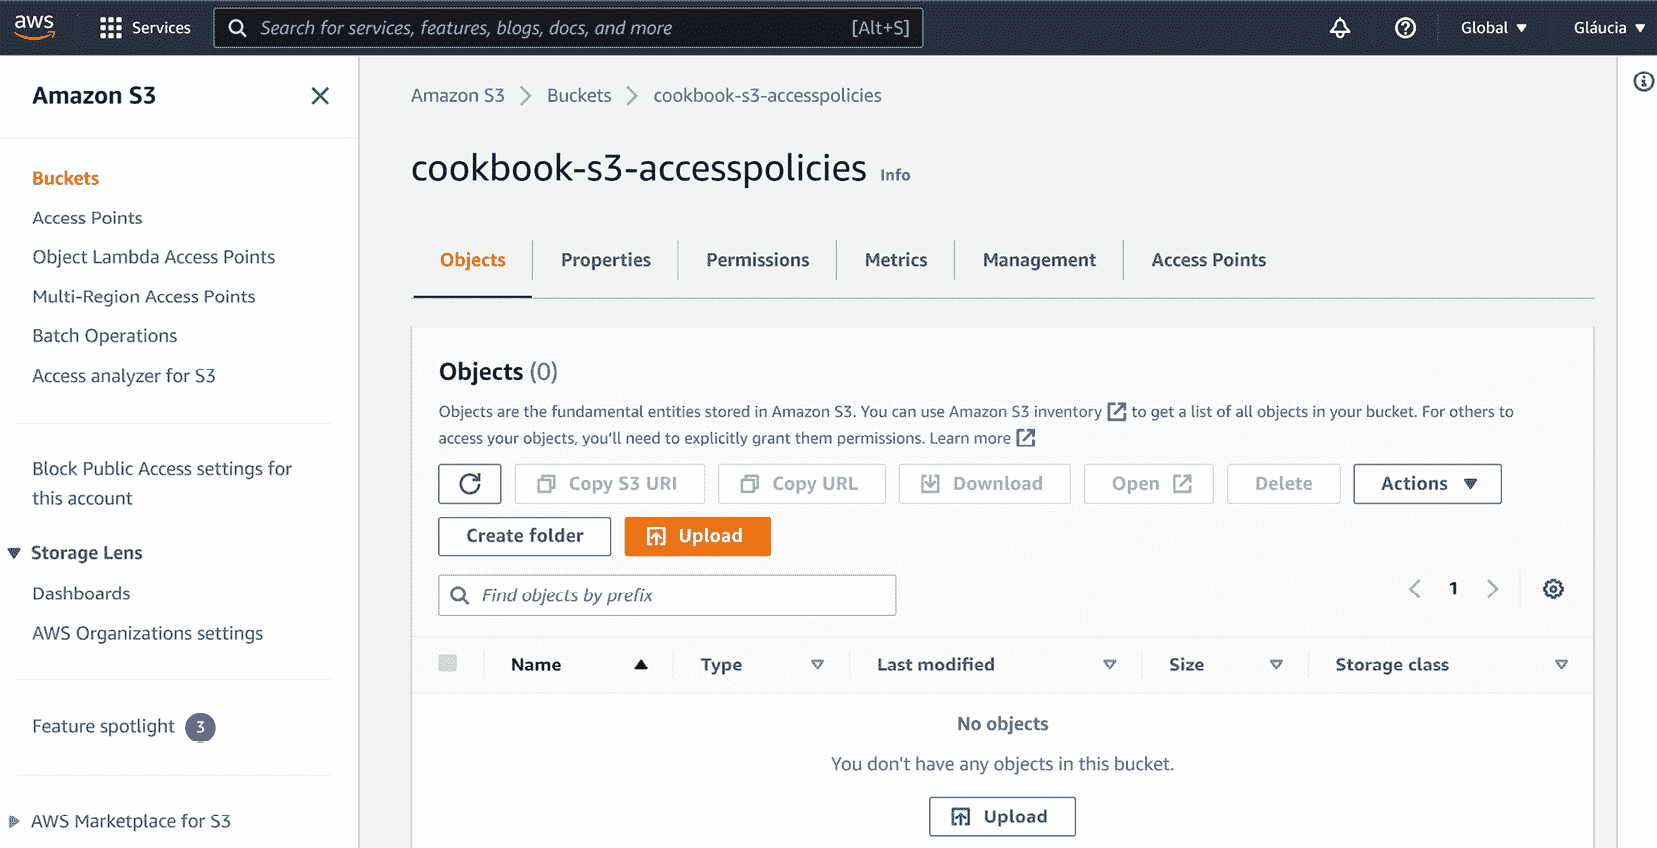 aws
Services
Search for services, features, blogs, docs, and more [Alt+S]
Global
Gláucia
Amazon S3
Buckets
Access Points
Object Lambda Access Points
Multi-Region Access Points
Batch Operations
Access analyzer for S3
Block Public Access settings for
this account
Storage Lens
Dashboards
AWS Organizations settings
Feature spotlight 3
AWS Marketplace for S3
Amazon S3 > Buckets > cookbook-s3-accesspolicies
cookbook-s3-accesspolicies Info
Objects Properties Permissions Metrics Management Access Points
Objects (0)
Objects are the fundamental entities stored in Amazon S3. You can use Amazon S3 inventory to get a list of all objects in your bucket. For others to
access your objects, you'll need to explicitly grant them permissions. Learn more
Copy S3 URI Copy URL Download Open Delete Actions
Create folder Upload
Find objects by prefix
1
Name Type Last modified Size Storage class
No objects
You don't have any objects in this bucket.
Upload